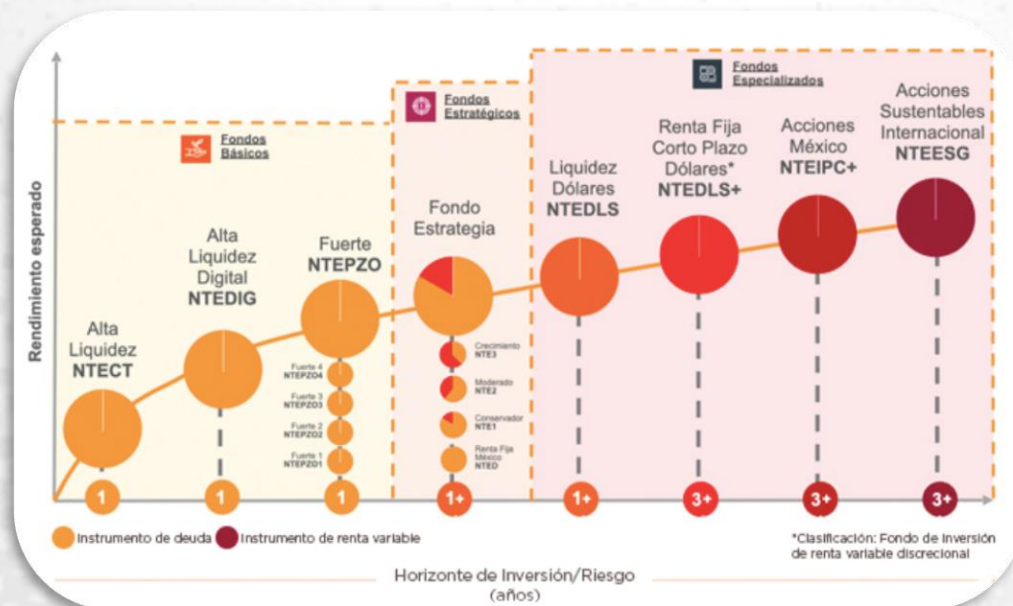 Fondos
Básicos
Fondos
Estratégicos
Fondos
Especializados
Rendimiento esperado
Alta
Liquidez
NTECT
Alta
Liquidez
Digital
NTEDIG
Fuerte
NTEPZO
Fuerte 4
NTEPZO4
Fuerte 3
NTEPZO3
Fuerte 2
NTEPZO2
Fuerte 1
NTEPZO1
Fondo
Estrategia
Crecimiento
NTE3
Moderado
NTE2
Conservador
NTE1
Renta Fija
México
NTED
Liquidez
Dólares
NTEDLS
Renta Fija
Corto Plazo
Dólares*
NTEDLS+
Acciones
México
NTEIPC+
Acciones
Sustentables
Internacional
NTEESG
1
1
1
1+
1+
3+
3+
3+
Instrumento de deuda
Instrumento de renta variable
*Clasificación: Fondo de Inversión
de renta variable discrecional
Horizonte de Inversión/Riesgo
(años)